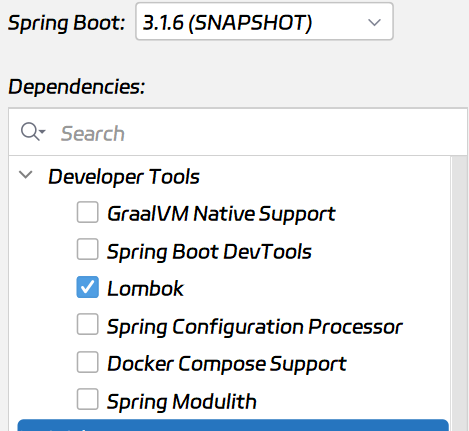 Spring Boot: 3.1.6 (SNAPSHOT)
Dependencies:
Search
Developer Tools
GraalVM Native Support
Spring Boot DevTools
Lombok
Spring Configuration Processor
Docker Compose Support
Spring Modulith